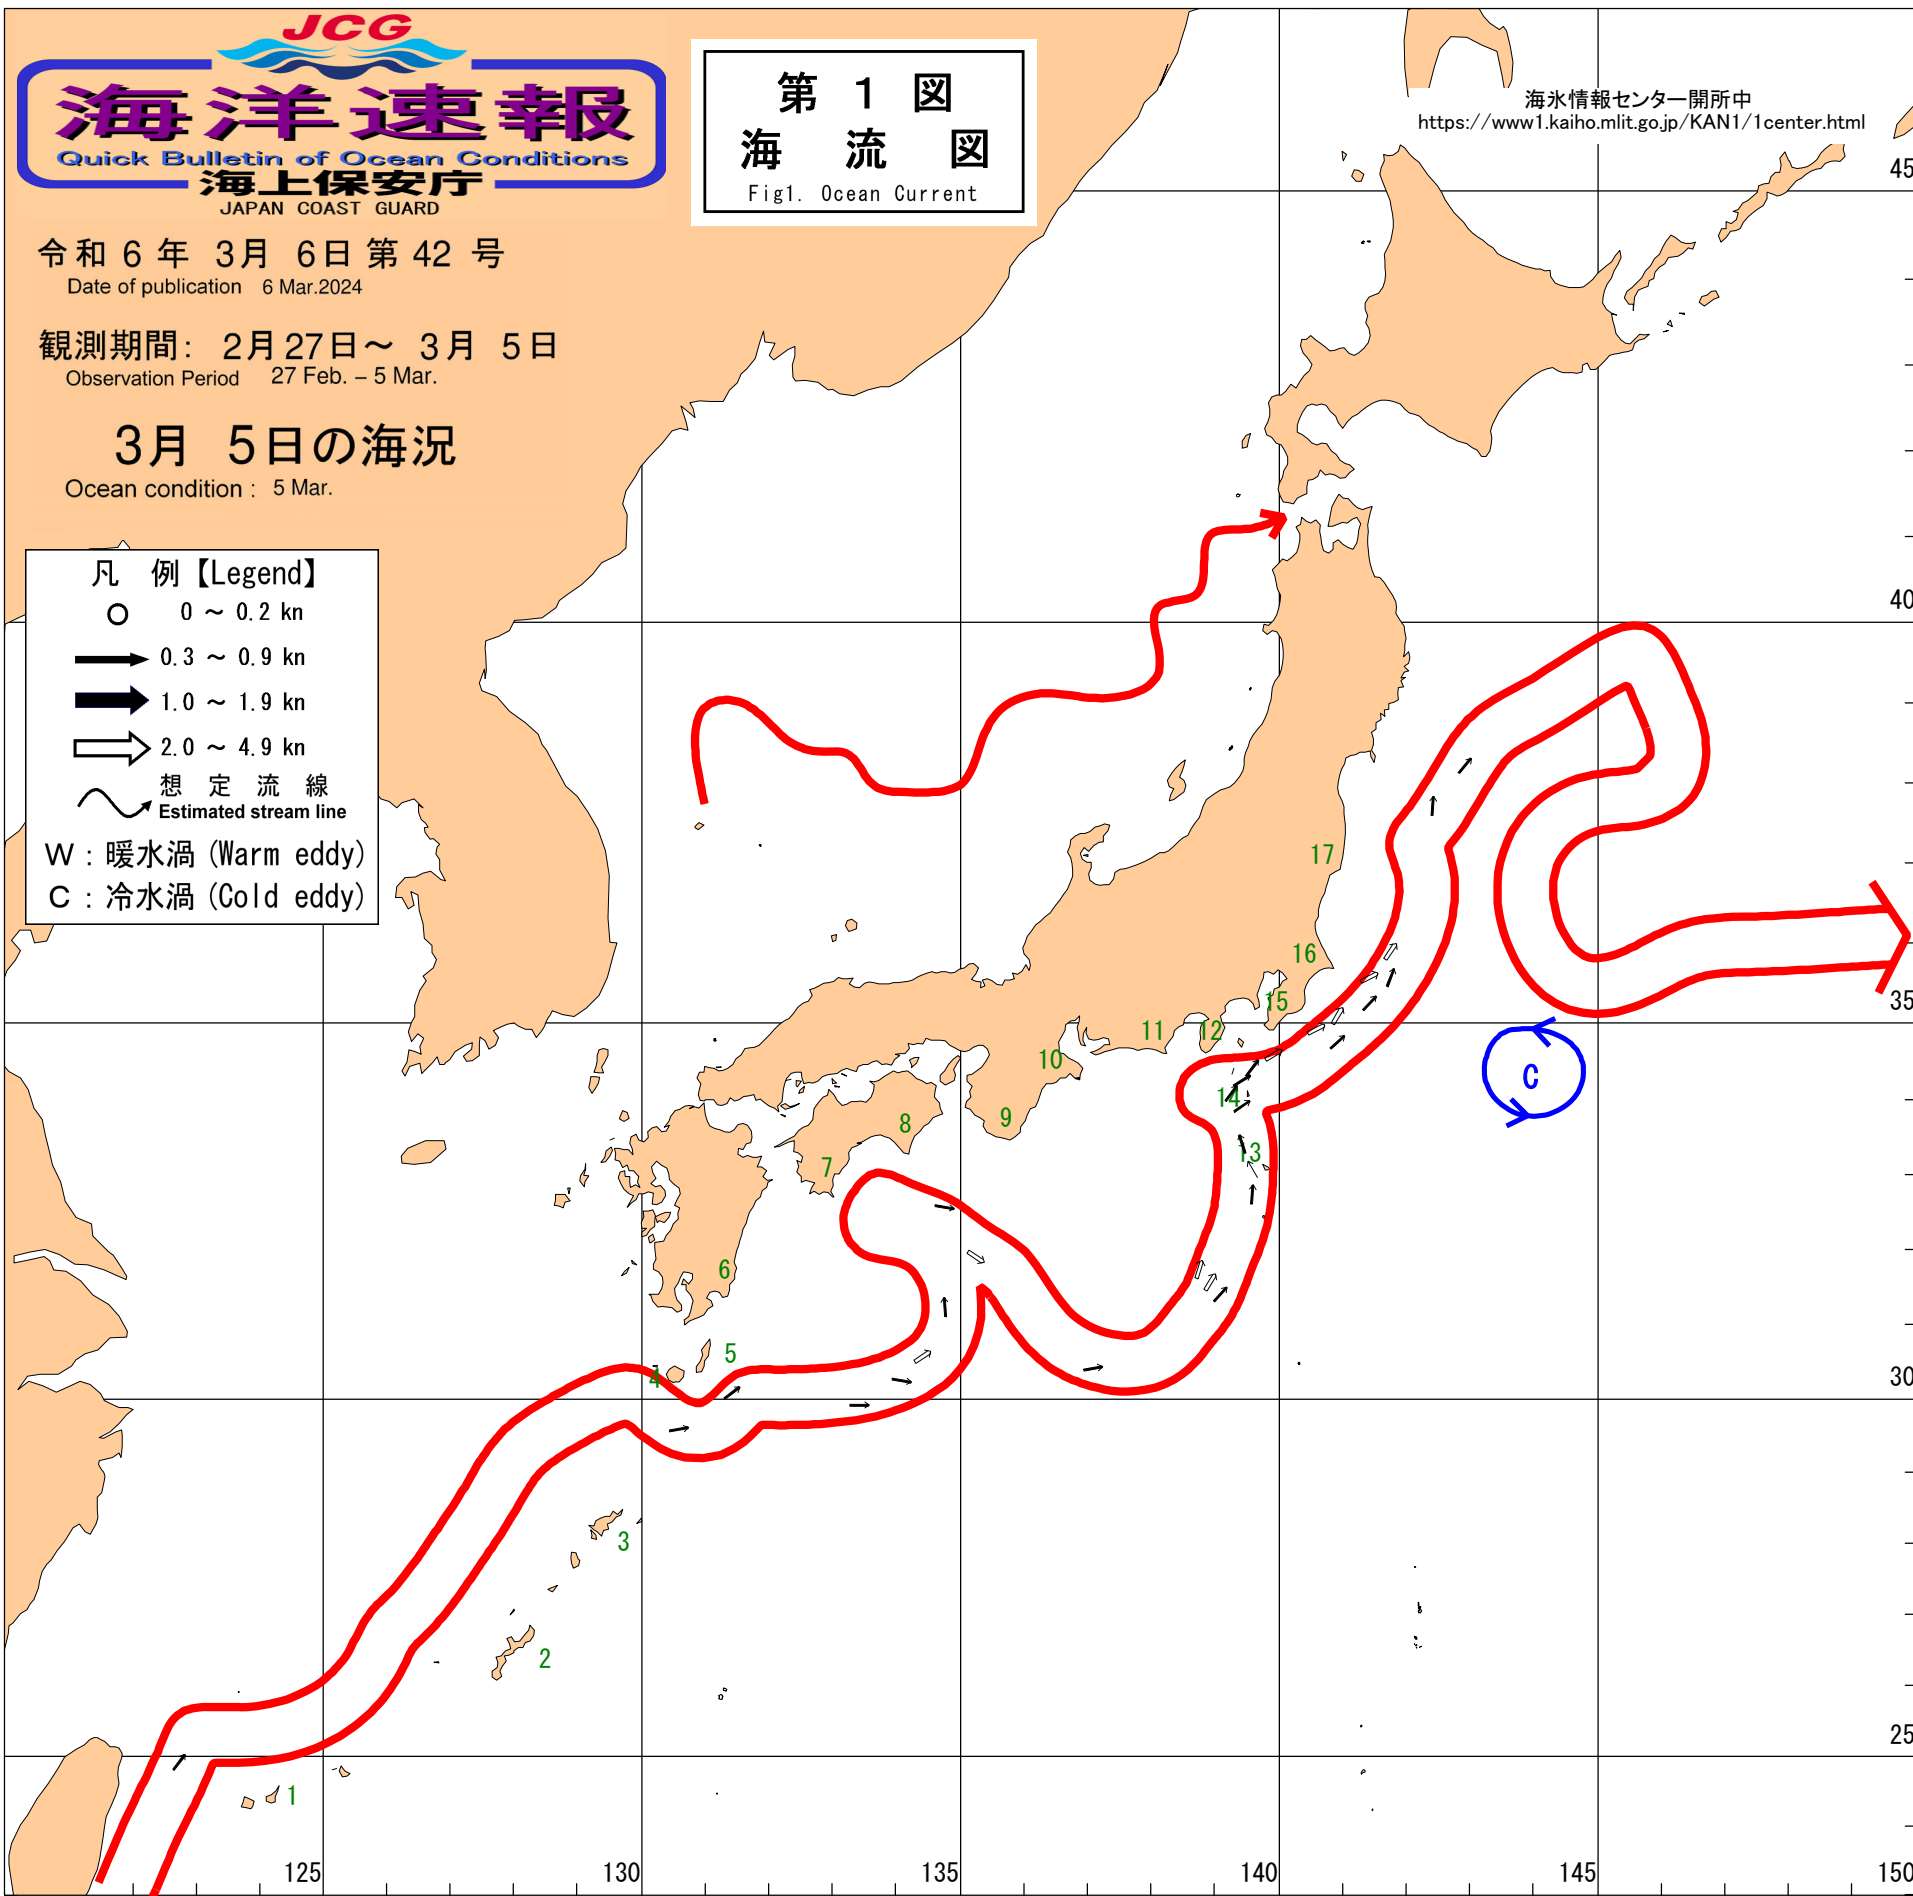 JCG
海洋速報
Quick Bulletin of Ocean Conditions
海上保安庁
JAPAN COAST GUARD
令和 6 年 3月 6日 第 42 号
Date of publication 6 Mar.2024
観測期間: 2月27日～ 3月 5日
Observation Period 27 Feb. – 5 Mar.
3月 5日の海況
Ocean condition : 5 Mar.
第 1 図
海 流 図
Fig1. Ocean Current
海氷情報センター開所中
https://www1.kaiho.mlit.go.jp/KAN1/1center.html
凡 例【Legend】
0 ～ 0.2 kn
0.3 ～ 0.9 kn
1.0 ～ 1.9 kn
2.0 ～ 4.9 kn
想 定 流 線
Estimated stream line
W : 暖水渦 (Warm eddy)
C : 冷水渦 (Cold eddy)
45
40
17
16
35
15
12
11
10
C
14
9
8
13
7
6
5
4
30
3
2
25
1
125
130
135
140
145
150